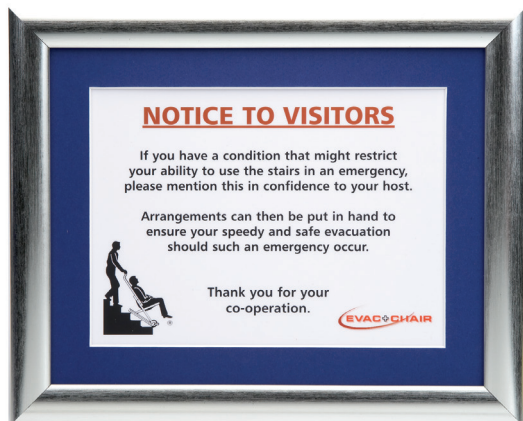 NOTICE TO VISITORS
If you have a condition that might restrict
your ability to use the stairs in an emergency,
please mention this in confidence to your host.
Arrangements can then be put in hand to
ensure your speedy and safe evacuation
should such an emergency occur.
Thank you for your
co-operation.
®
EVAC+CHAIR